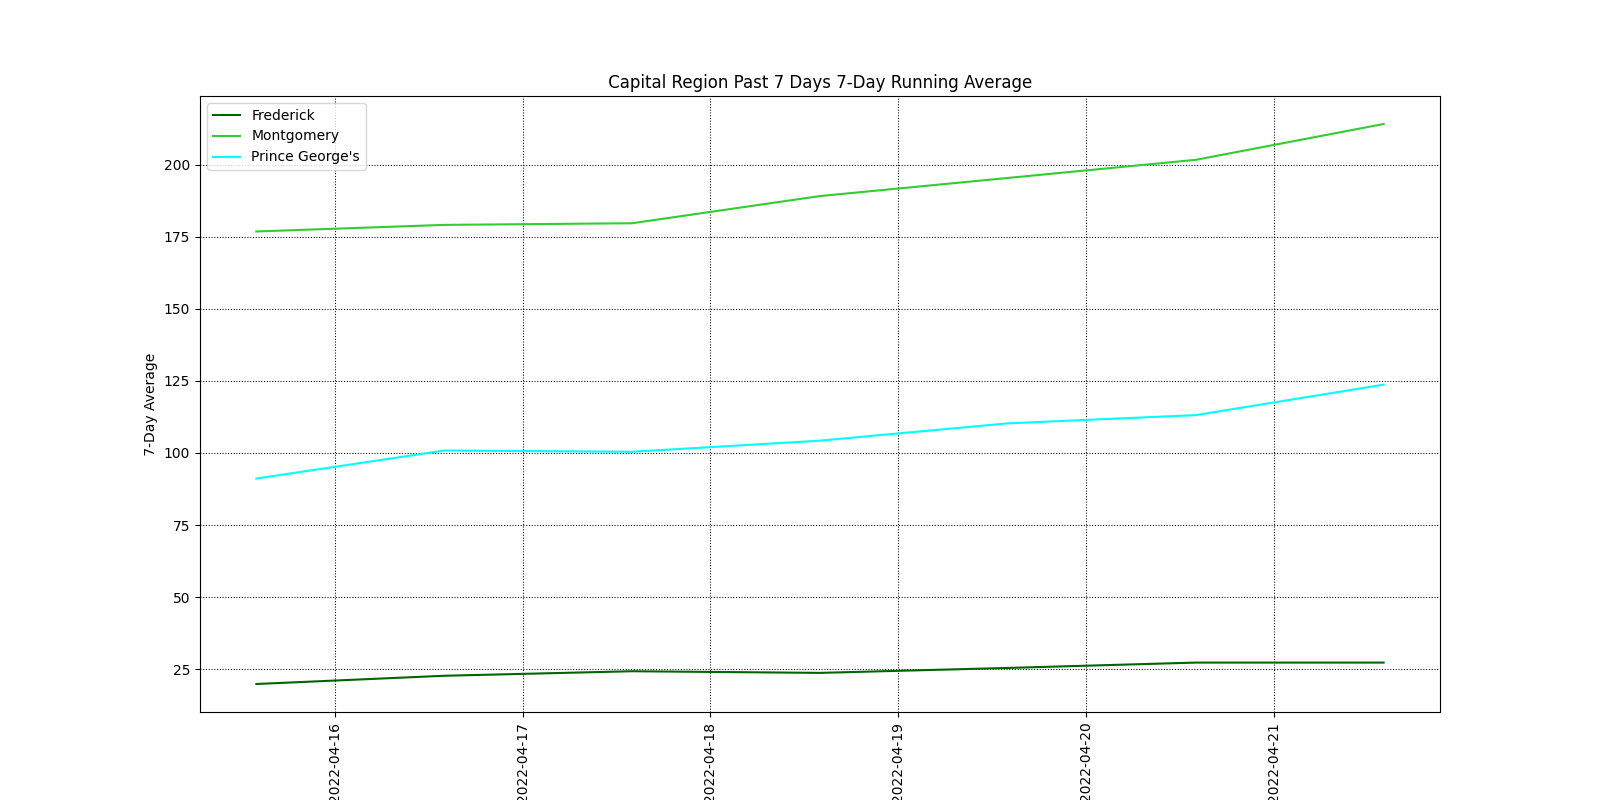 Capital Region Past 7 Days 7-Day Running Average
Frederick
Montgomery
Prince George's
200
175
150
125
100
75
50
25
7-Day Average
2022-04-16
2022-04-17
2022-04-18
2022-04-19
2022-04-20
2022-04-21